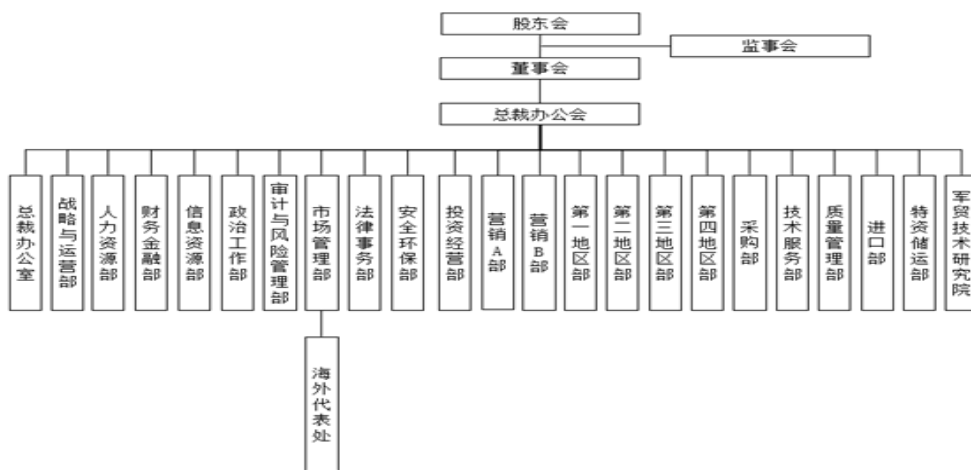 股东会
监事会
董事会
总裁办公会
总裁办公室
战略与运营部
人力资源部
财务金融部
信息资源部
政治工作部
审计与风险管理部
市场管理部
法律事务部
安全环保部
投资经营部
营销A部
营销B部
第一地区部
第二地区部
第三地区部
第四地区部
采购部
技术服务部
质量管理部
进口部
特资储运部
军贸技术研究院
海外代表处